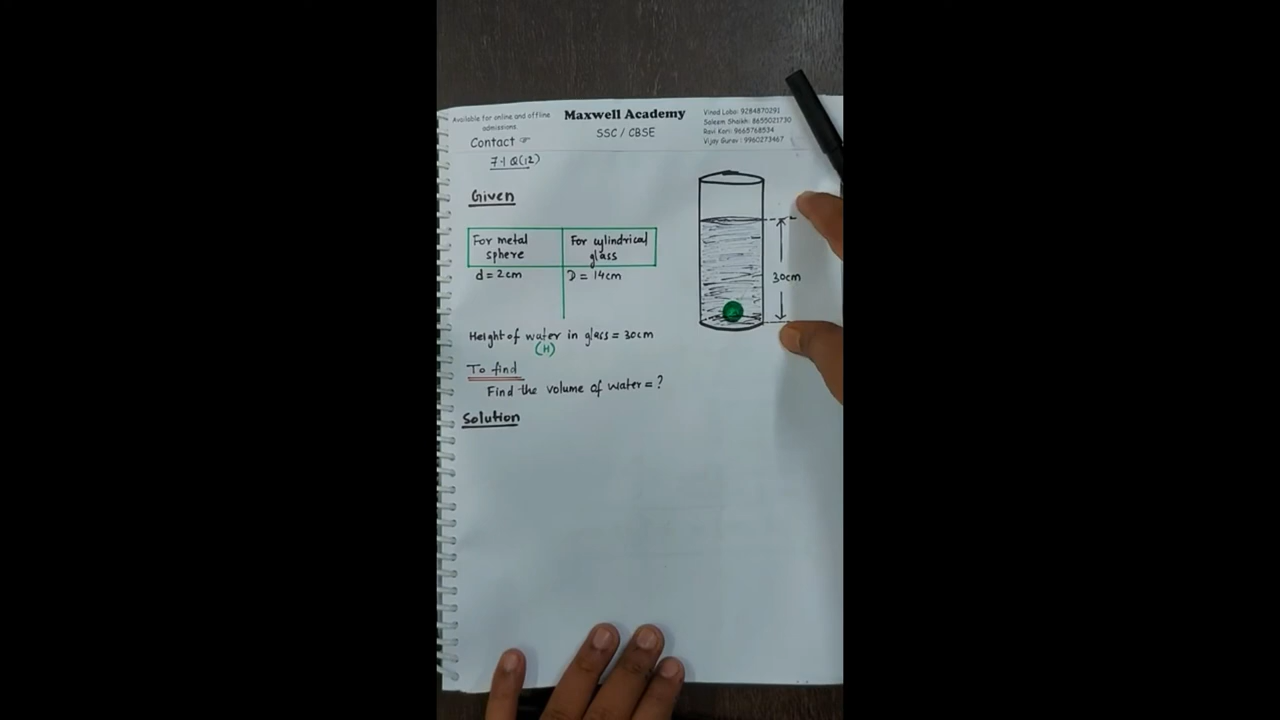 Available for online and offline
admissions
Maxwell Academy
SSC / CBSE
Vinod Lobo: 9284870291
Saleem Shaikh: 8655021730
Ravi Kori: 9665768534
Vijay Gurav: 9960273467
Contact ☞
7.1 Q(12)
Given
For metal
sphere
For cylindrical
glass
d = 2cm
D = 14cm
30cm
Height of water in glass = 30cm
(H)
To find
Find the volume of water = ?
Solution